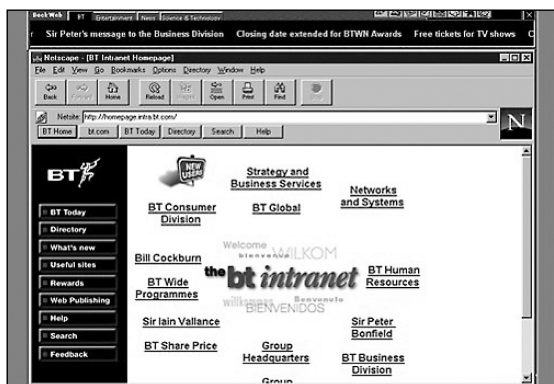 BackWeb BT Entertainment News Science & Technology
r Sir Peter's message to the Business Division Closing date extended for BTWN Awards Free tickets for TV shows C
Netscape - [BT Intranet Homepage]
File Edit View Go Bookmarks Options Directory Window Help
Back Forward Home Reload Images Open Print Find Stop
Netsite: http://homepage.intra.bt.com/
N
BT Home bt.com BT Today Directory Search Help
BT
BT Today
Directory
What's new
Useful sites
Rewards
Web Publishing
Help
Search
Feedback
NEW USERS
Strategy and
Business Services
Networks
and Systems
BT Consumer
Division
BT Global
Welcome
bienvenue WILKOM
Bill Cockburn
the bt intranet
BT Human
Resources
BT Wide
Programmes
willkommen Benvenuto
BIENVENIDOS
Sir Iain Vallance
Sir Peter
Bonfield
BT Share Price
Group
Headquarters
BT Business
Division
Group